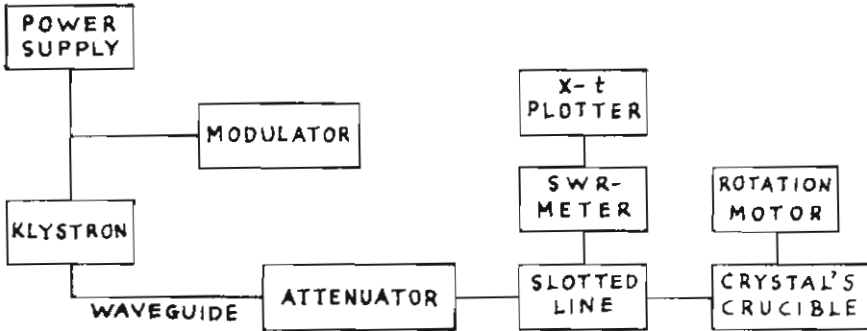 POWER
SUPPLY
MODULATOR
KLYSTRON
WAVEGUIDE
ATTENUATOR
X-t
PLOTTER
SWR-
METER
SLOTTED
LINE
ROTATION
MOTOR
CRYSTAL'S
CRUCIBLE